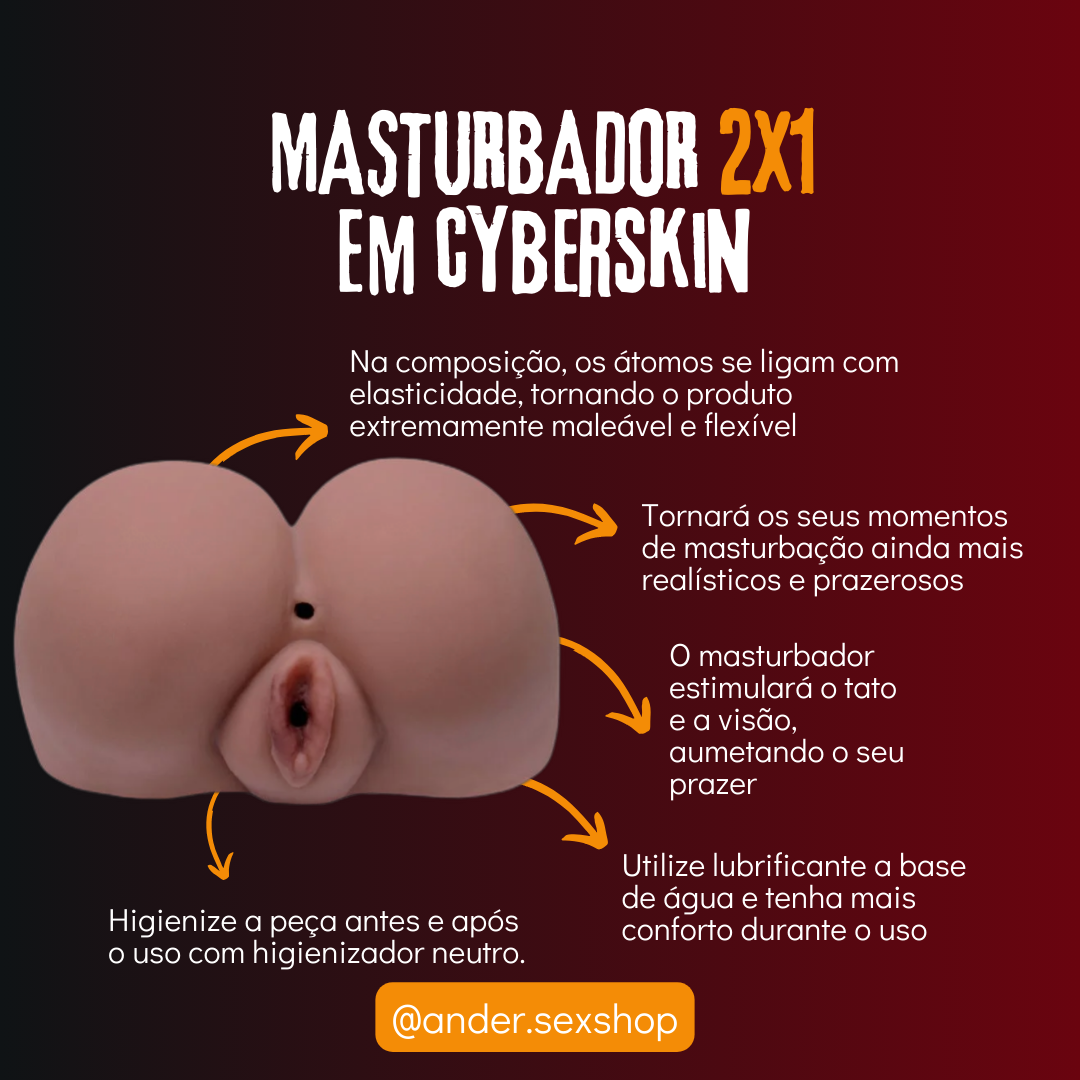 MASTURBADOR 2X1
EM CYBERSKIN
Na composição, os átomos se ligam com
elasticidade, tornando o produto
extremamente maleável e flexível
Tornará os seus momentos
de masturbação ainda mais
realísticos e prazerosos
O masturbador
estimulará o tato
e a visão,
aumetando o seu
prazer
Utilize lubrificante a base
de água e tenha mais
conforto durante o uso
Higienize a peça antes e após
o uso com higienizador neutro.
@ander.sexshop